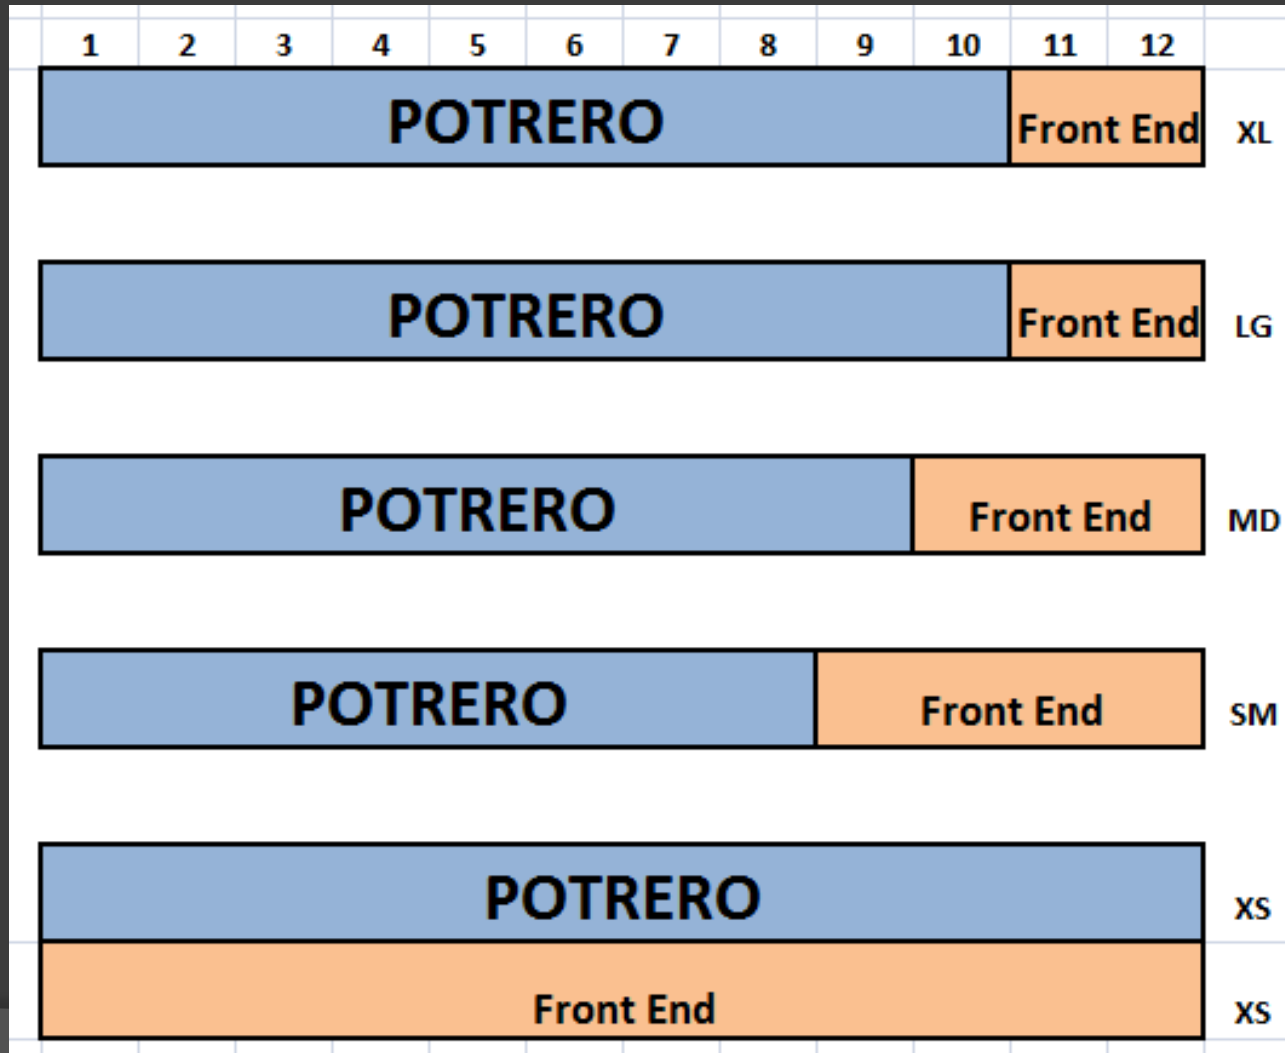 1 2 3 4 5 6 7 8 9 10 11 12
POTRERO Front End XL
POTRERO Front End LG
POTRERO Front End MD
POTRERO Front End SM
POTRERO XS
Front End XS